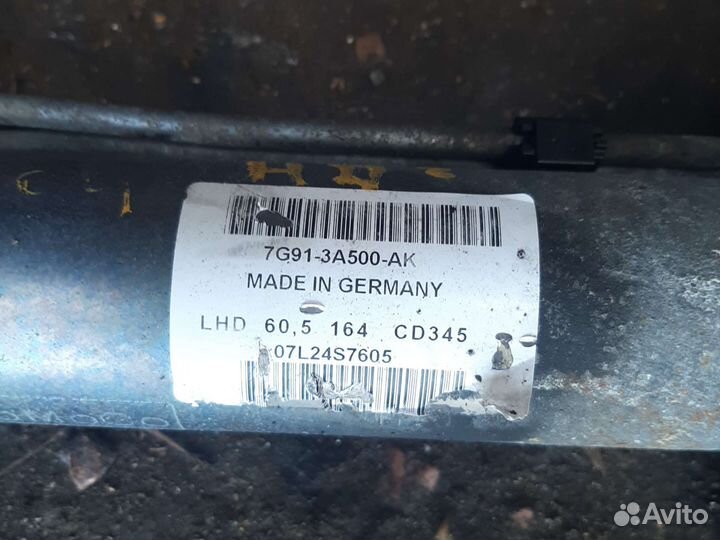 7G91-3A500-AK
MADE IN GERMANY
LHD 60,5 164 CD345
07L24S7605
Avito